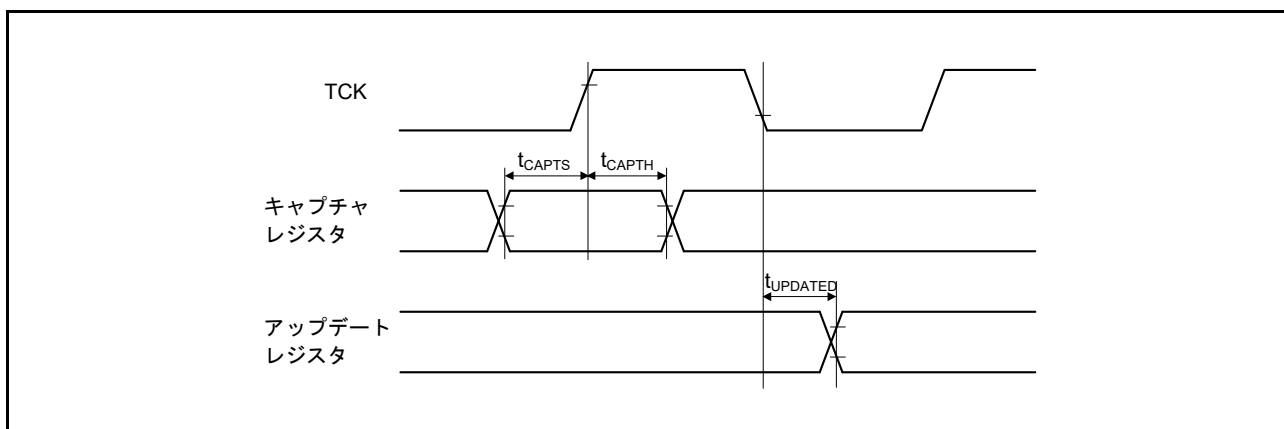 TCK
tCAPTS
tCAPTH
キャプチャ
レジスタ
tUPDATED
アップデート
レジスタ